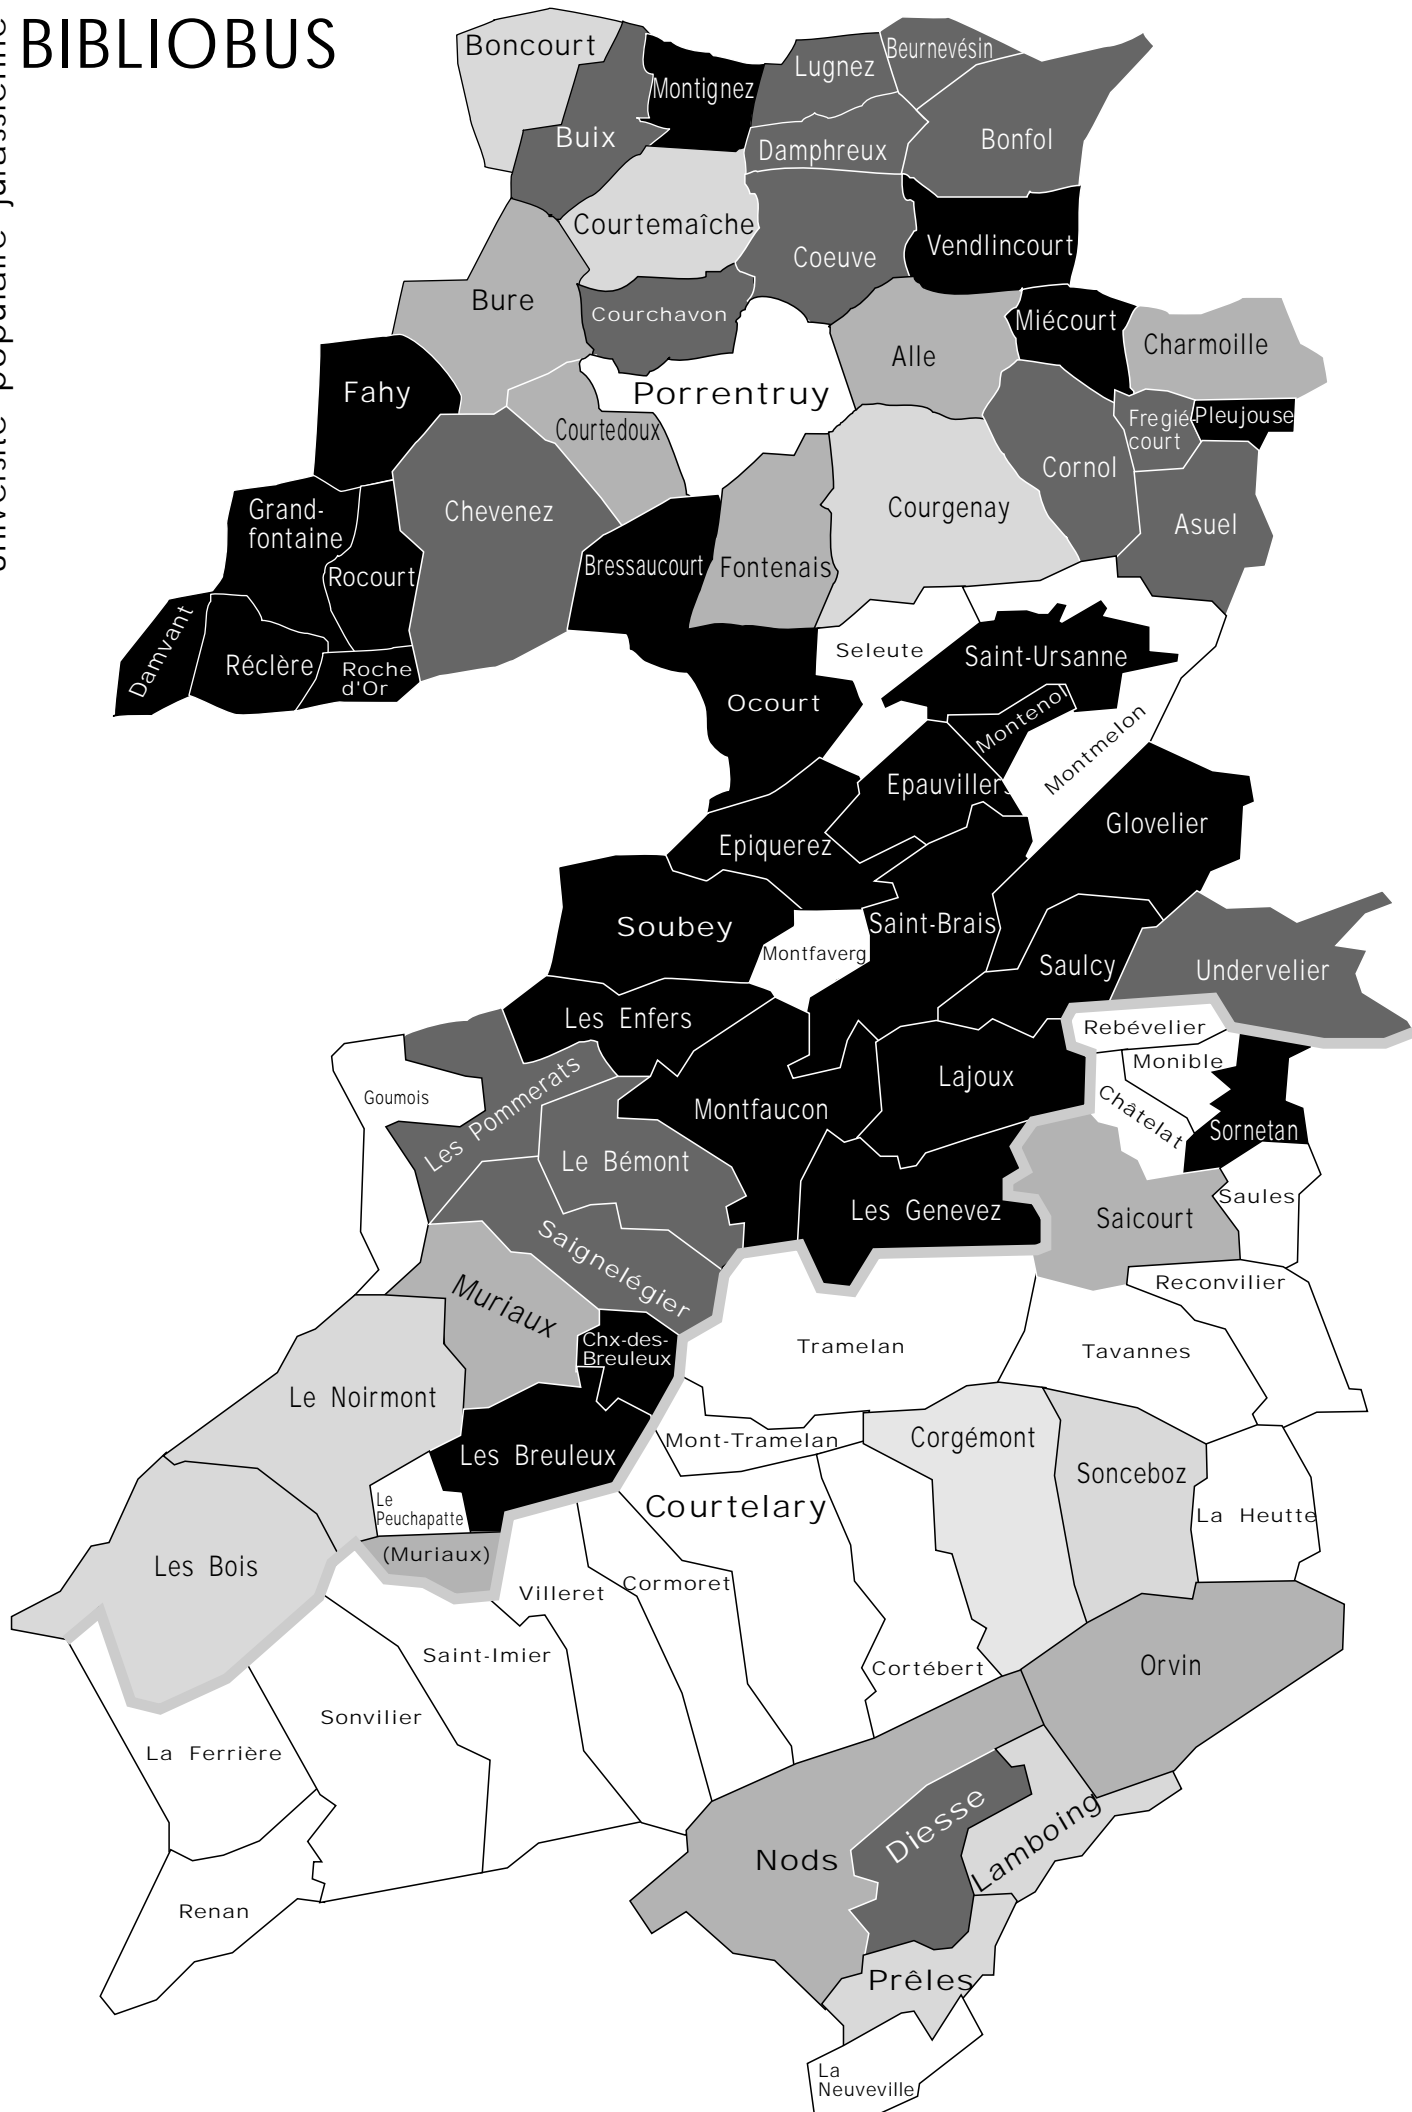 BIBLIOBUS
université populaire jurassienne
Boncourt
Buix
Montignez
Lugnez
Beurnevésin
Damphreux
Bonfol
Courtemaîche
Coeuve
Vendlincourt
Bure
Courchavon
Miécourt
Charmoille
Alle
Fahy
Porrentruy
Courtedoux
Fregié-
court
Pleujouse
Cornol
Grand-
fontaine
Chevenez
Courgenay
Asuel
Rocourt
Bressaucourt
Fontenais
Damvant
Réclère
Roche
d'Or
Seleute
Saint-Ursanne
Ocourt
Montenol
Montmelon
Epauvillers
Glovelier
Epiquerez
Soubey
Saint-Brais
Montfaverg
Saulcy
Undervelier
Les Enfers
Rebévelier
Monible
Lajoux
Goumois
Les Pommerats
Montfaucon
Châtelat
Sornetan
Le Bémont
Saules
Les Genevez
Saicourt
Saignelégier
Muriaux
Reconvilier
Chx-des-
Breuleux
Tramelan
Tavannes
Le Noirmont
Mont-Tramelan
Corgémont
Les Breuleux
Sonceboz
Le
Peuchapatte
Courtelary
La Heutte
(Muriaux)
Les Bois
Villeret
Cormoret
Saint-Imier
Cortébert
Orvin
Sonvilier
La Ferrière
Diesse
Lamboing
Nods
Renan
Prêles
La
Neuveville